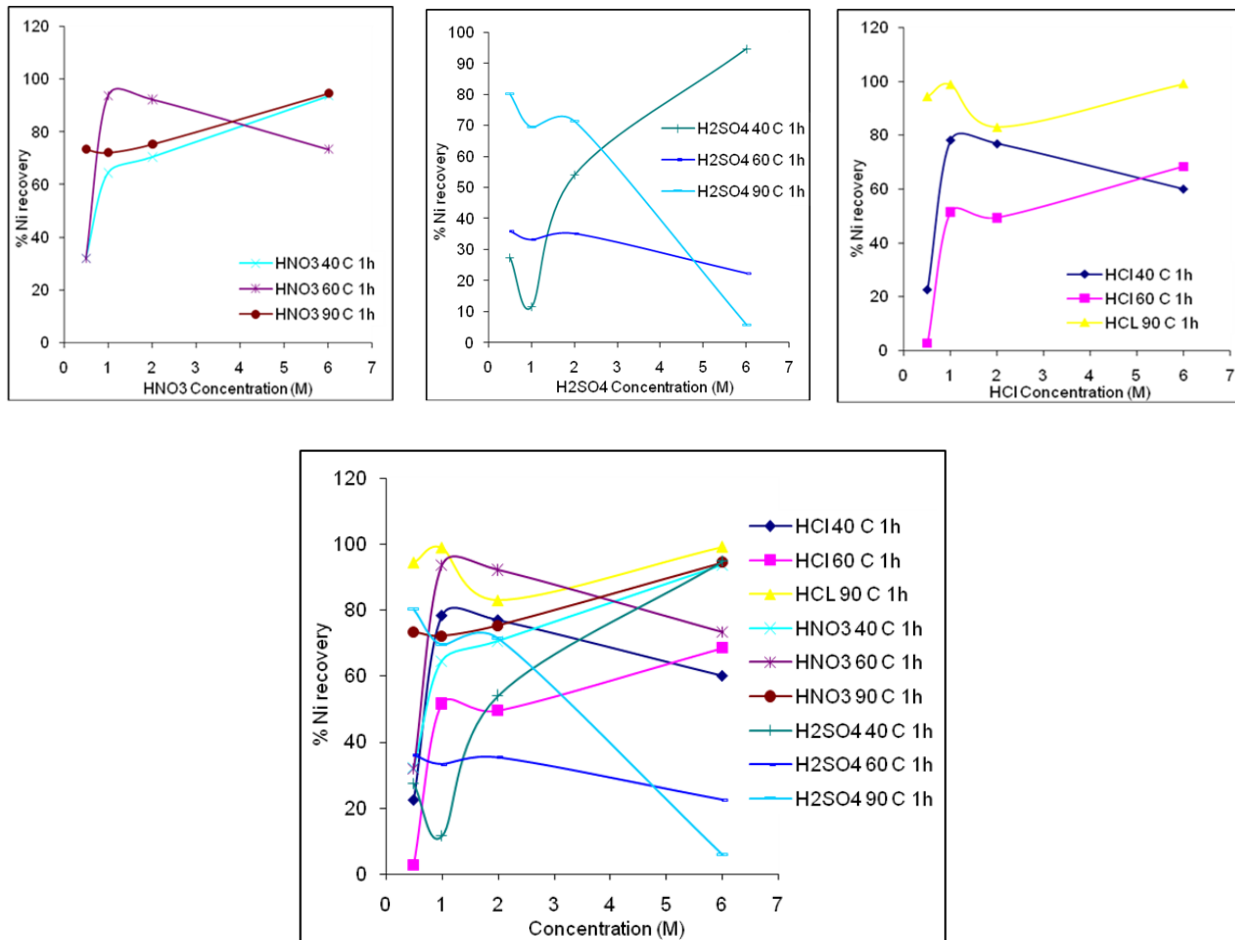 120
100
80
60
40
20
0
% Ni recovery
HNO3 40 C 1h
HNO3 60 C 1h
HNO3 90 C 1h
0 1 2 3 4 5 6 7
HNO3 Concentration (M)
100
90
80
70
60
50
40
30
20
10
0
% Ni recovery
H2SO4 40 C 1h
H2SO4 60 C 1h
H2SO4 90 C 1h
0 1 2 3 4 5 6 7
H2SO4 Concentration (M)
120
100
80
60
40
20
0
% Ni recovery
HCl 40 C 1h
HCl 60 C 1h
HCL 90 C 1h
0 1 2 3 4 5 6 7
HCl Concentration (M)
120
100
80
60
40
20
0
% Ni recovery
HCl 40 C 1h
HCl 60 C 1h
HCL 90 C 1h
HNO3 40 C 1h
HNO3 60 C 1h
HNO3 90 C 1h
H2SO4 40 C 1h
H2SO4 60 C 1h
H2SO4 90 C 1h
0 1 2 3 4 5 6 7
Concentration (M)